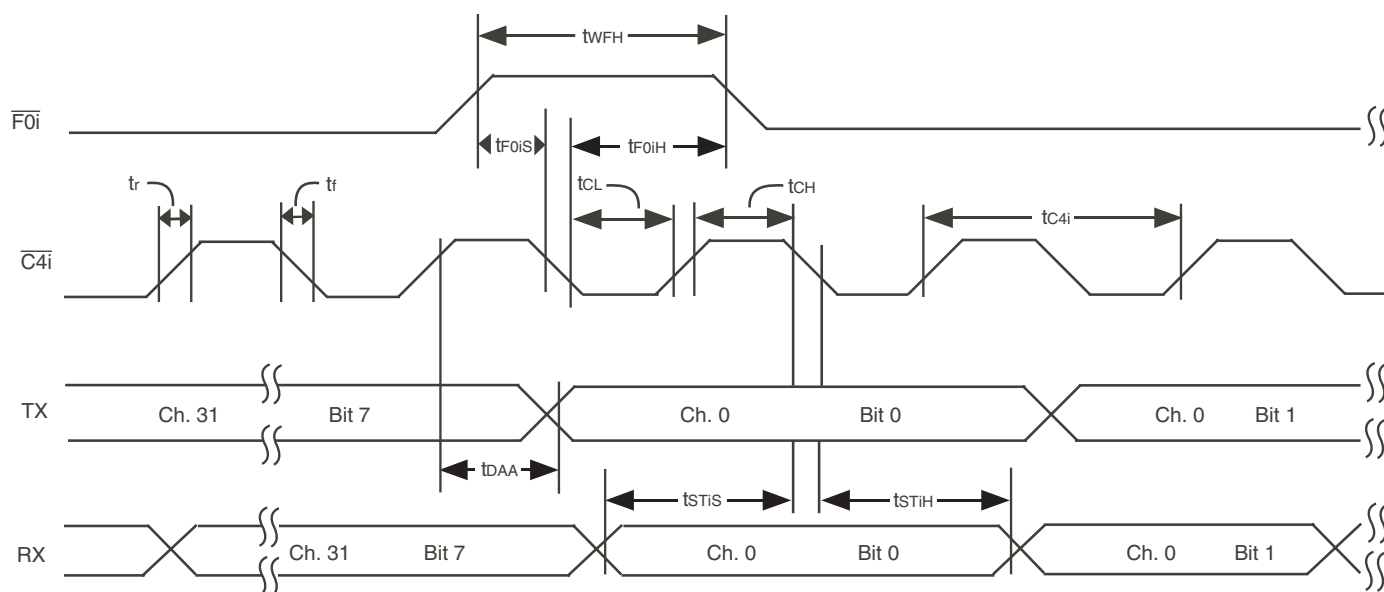 tWFH
F0i
tF0iS
tF0iH
tr
tf
tCL
tCH
tC4i
C4i
TX
Ch. 31
Bit 7
Ch. 0
Bit 0
Ch. 0
Bit 1
tDAA
tSTiS
tSTiH
RX
Ch. 31
Bit 7
Ch. 0
Bit 0
Ch. 0
Bit 1